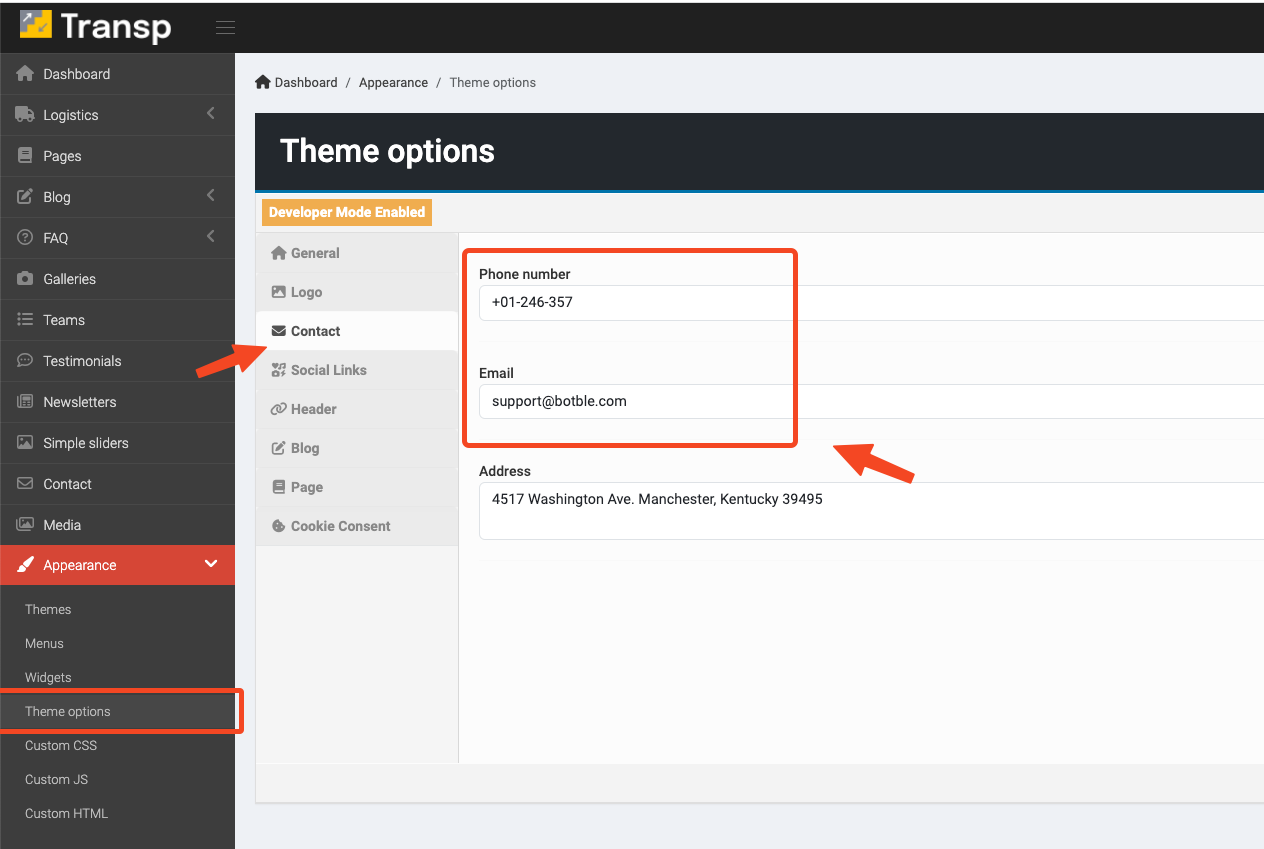 Transp
Dashboard
Logistics
Pages
Blog
FAQ
Galleries
Teams
Testimonials
Newsletters
Simple sliders
Contact
Media
Appearance
Themes
Menus
Widgets
Theme options
Custom CSS
Custom JS
Custom HTML
Dashboard / Appearance / Theme options
Theme options
Developer Mode Enabled
General
Logo
Contact
Social Links
Header
Blog
Page
Cookie Consent
Phone number
+01-246-357
Email
support@botble.com
Address
4517 Washington Ave. Manchester, Kentucky 39495